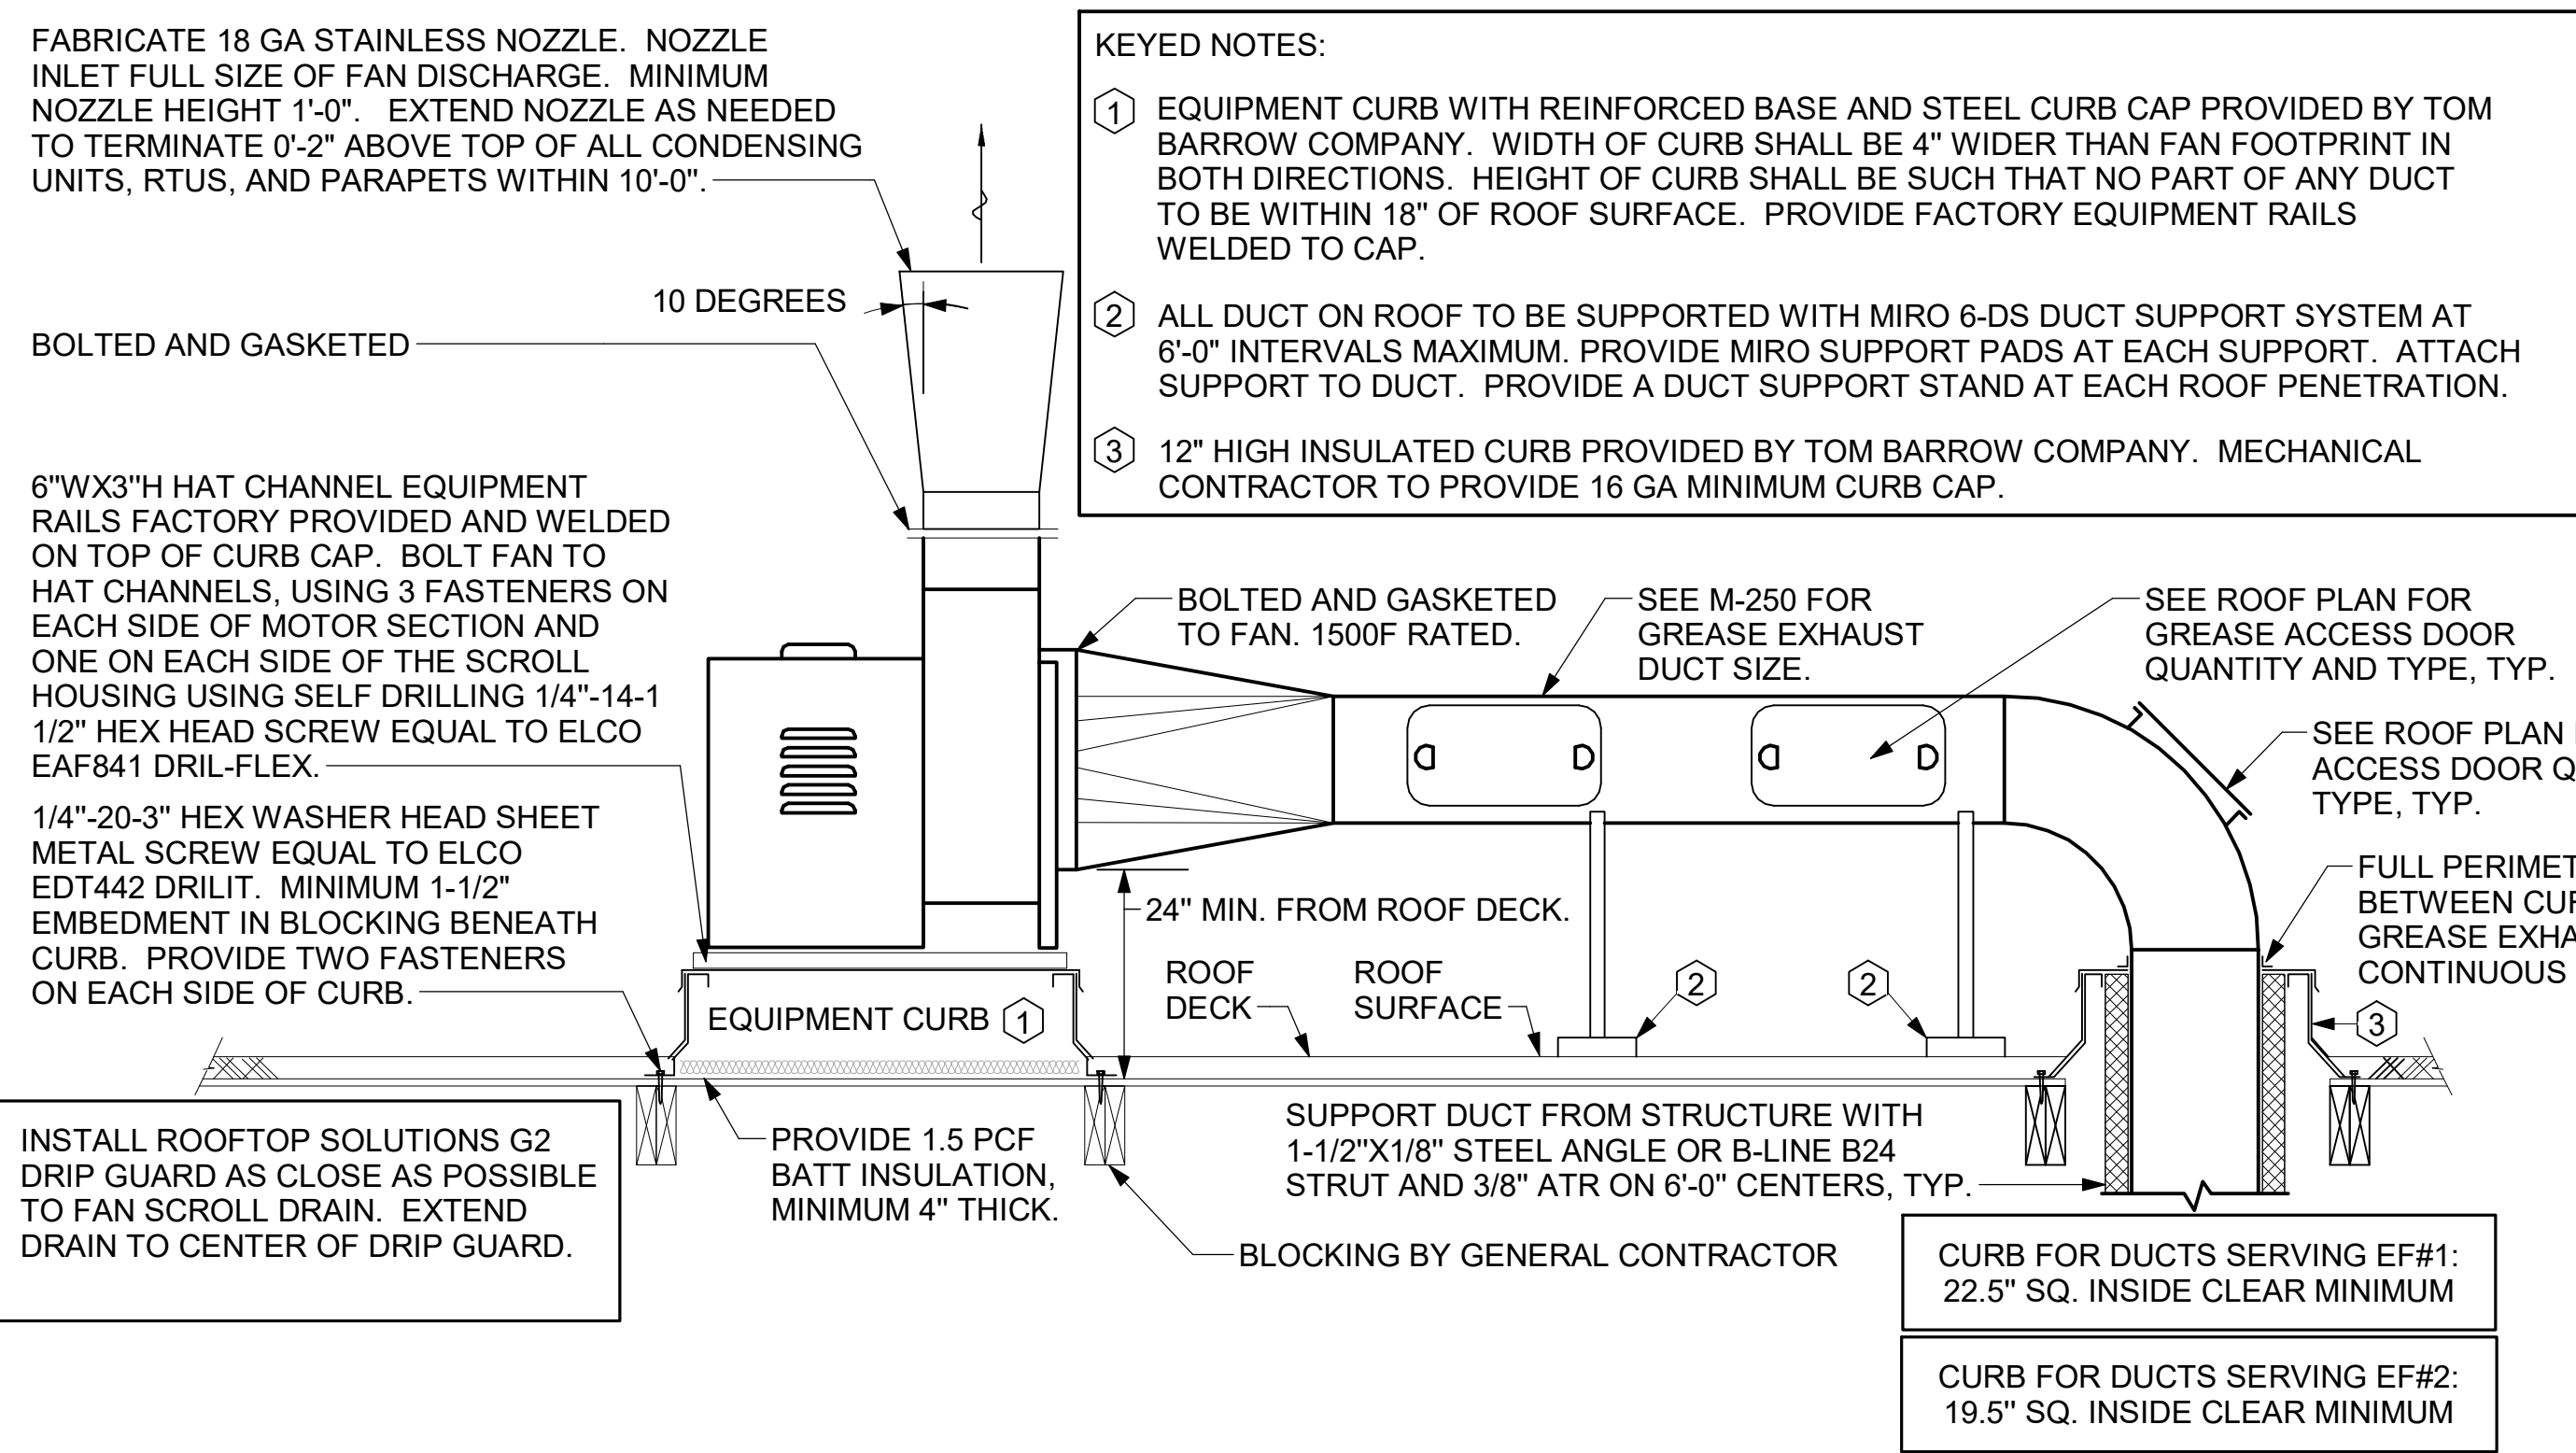 FABRICATE 18 GA STAINLESS NOZZLE. NOZZLE
INLET FULL SIZE OF FAN DISCHARGE. MINIMUM
NOZZLE HEIGHT 1'-0". EXTEND NOZZLE AS NEEDED
TO TERMINATE 0'-2" ABOVE TOP OF ALL CONDENSING
UNITS, RTUS, AND PARAPETS WITHIN 10'-0".
10 DEGREES
BOLTED AND GASKETED
6"WX3"H HAT CHANNEL EQUIPMENT
RAILS FACTORY PROVIDED AND WELDED
ON TOP OF CURB CAP. BOLT FAN TO
HAT CHANNELS, USING 3 FASTENERS ON
EACH SIDE OF MOTOR SECTION AND
ONE ON EACH SIDE OF THE SCROLL
HOUSING USING SELF DRILLING 1/4"-14-1
1/2" HEX HEAD SCREW EQUAL TO ELCO
EAF841 DRIL-FLEX.
1/4"-20-3" HEX WASHER HEAD SHEET
METAL SCREW EQUAL TO ELCO
EDT442 DRILIT. MINIMUM 1-1/2"
EMBEDMENT IN BLOCKING BENEATH
CURB. PROVIDE TWO FASTENERS
ON EACH SIDE OF CURB.
INSTALL ROOFTOP SOLUTIONS G2
DRIP GUARD AS CLOSE AS POSSIBLE
TO FAN SCROLL DRAIN. EXTEND
DRAIN TO CENTER OF DRIP GUARD.
KEYED NOTES:
1 EQUIPMENT CURB WITH REINFORCED BASE AND STEEL CURB CAP PROVIDED BY TOM
BARROW COMPANY. WIDTH OF CURB SHALL BE 4" WIDER THAN FAN FOOTPRINT IN
BOTH DIRECTIONS. HEIGHT OF CURB SHALL BE SUCH THAT NO PART OF ANY DUCT
TO BE WITHIN 18" OF ROOF SURFACE. PROVIDE FACTORY EQUIPMENT RAILS
WELDED TO CAP.
2 ALL DUCT ON ROOF TO BE SUPPORTED WITH MIRO 6-DS DUCT SUPPORT SYSTEM AT
6'-0" INTERVALS MAXIMUM. PROVIDE MIRO SUPPORT PADS AT EACH SUPPORT. ATTACH
SUPPORT TO DUCT. PROVIDE A DUCT SUPPORT STAND AT EACH ROOF PENETRATION.
3 12" HIGH INSULATED CURB PROVIDED BY TOM BARROW COMPANY. MECHANICAL
CONTRACTOR TO PROVIDE 16 GA MINIMUM CURB CAP.
BOLTED AND GASKETED
TO FAN. 1500F RATED.
SEE M-250 FOR
GREASE EXHAUST
DUCT SIZE.
SEE ROOF PLAN FOR
GREASE ACCESS DOOR
QUANTITY AND TYPE, TYP.
SEE ROOF PLAN
ACCESS DOOR
TYPE, TYP.
FULL
BETWEEN
GREASE
CONTINUOUS
24" MIN. FROM ROOF DECK.
ROOF
DECK
ROOF
SURFACE
2
2
3
EQUIPMENT CURB 1
PROVIDE 1.5 PCF
BATT INSULATION,
MINIMUM 4" THICK.
SUPPORT DUCT FROM STRUCTURE WITH
1-1/2"X1/8" STEEL ANGLE OR B-LINE B24
STRUT AND 3/8" ATR ON 6'-0" CENTERS, TYP.
BLOCKING BY GENERAL CONTRACTOR
CURB FOR DUCTS SERVING EF#1:
22.5" SQ. INSIDE CLEAR MINIMUM
CURB FOR DUCTS SERVING EF#2:
19.5" SQ. INSIDE CLEAR MINIMUM